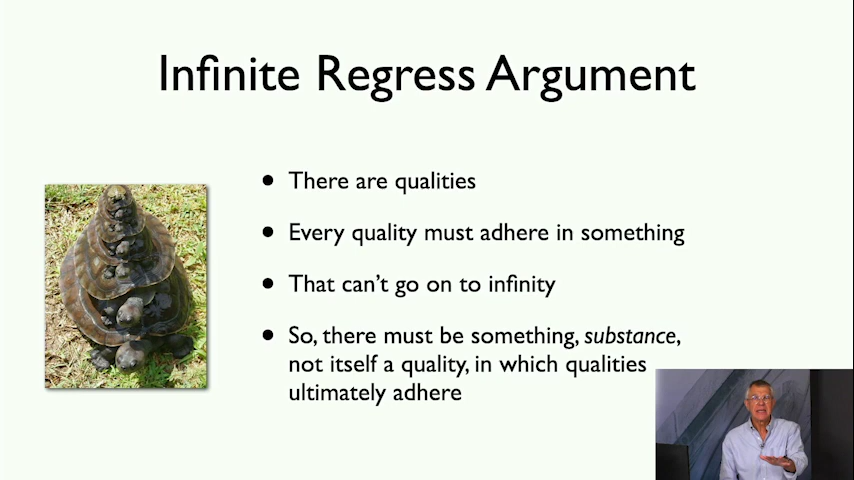 Infinite Regress Argument
• There are qualities
• Every quality must adhere in something
• That can't go on to infinity
• So, there must be something, substance,
not itself a quality, in which qualities
ultimately adhere